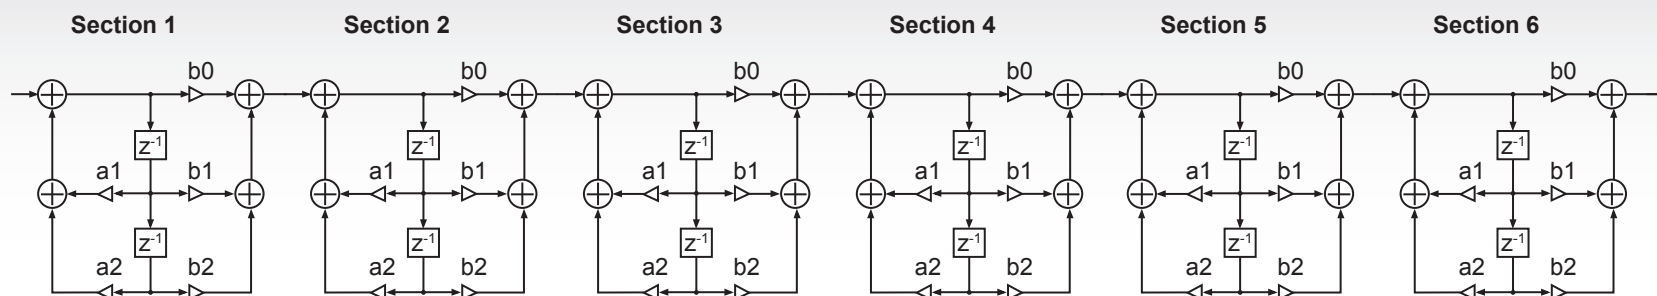 Section 1 Section 2 Section 3 Section 4 Section 5 Section 6
b0 b0 b0 b0 b0 b0
z⁻¹ z⁻¹ z⁻¹ z⁻¹ z⁻¹ z⁻¹
a1 b1 a1 b1 a1 b1 a1 b1 a1 b1 a1 b1
z⁻¹ z⁻¹ z⁻¹ z⁻¹ z⁻¹ z⁻¹
a2 b2 a2 b2 a2 b2 a2 b2 a2 b2 a2 b2